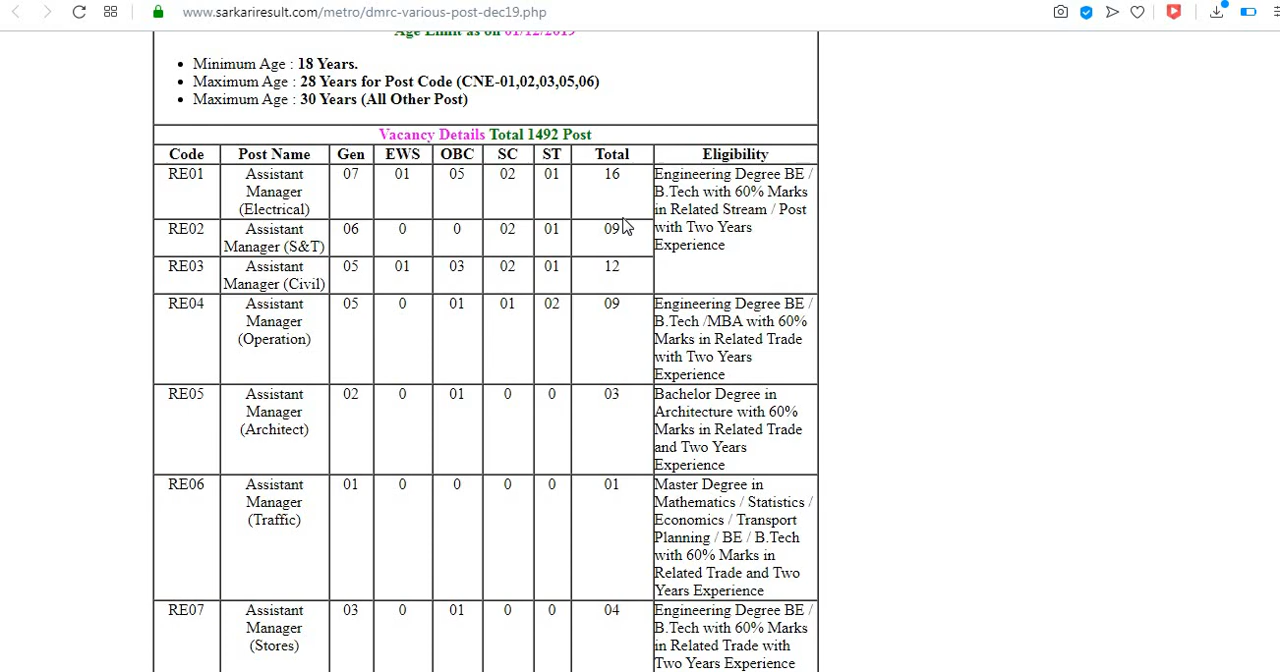 www.sarkariresult.com/metro/dmrc-various-post-dec19.php
Age Limit as on 01/12/2019
Minimum Age : 18 Years.
Maximum Age : 28 Years for Post Code (CNE-01,02,03,05,06)
Maximum Age : 30 Years (All Other Post)
Vacancy Details Total 1492 Post
Code Post Name Gen EWS OBC SC ST Total Eligibility
RE01 Assistant Manager (Electrical) 07 01 05 02 01 16
Engineering Degree BE /
B.Tech with 60% Marks
in Related Stream / Post
with Two Years
Experience
RE02 Assistant Manager (S&T) 06 0 0 02 01 09
RE03 Assistant Manager (Civil) 05 01 03 02 01 12
RE04 Assistant Manager (Operation) 05 0 01 01 02 09
Engineering Degree BE /
B.Tech /MBA with 60%
Marks in Related Trade
with Two Years
Experience
RE05 Assistant Manager (Architect) 02 0 01 0 0 03
Bachelor Degree in
Architecture with 60%
Marks in Related Trade
and Two Years
Experience
RE06 Assistant Manager (Traffic) 01 0 0 0 0 01
Master Degree in
Mathematics / Statistics /
Economics / Transport
Planning / BE / B.Tech
with 60% Marks in
Related Trade and Two
Years Experience
RE07 Assistant Manager (Stores) 03 0 01 0 0 04
Engineering Degree BE /
B.Tech with 60% Marks
in Related Trade with
Two Years Experience